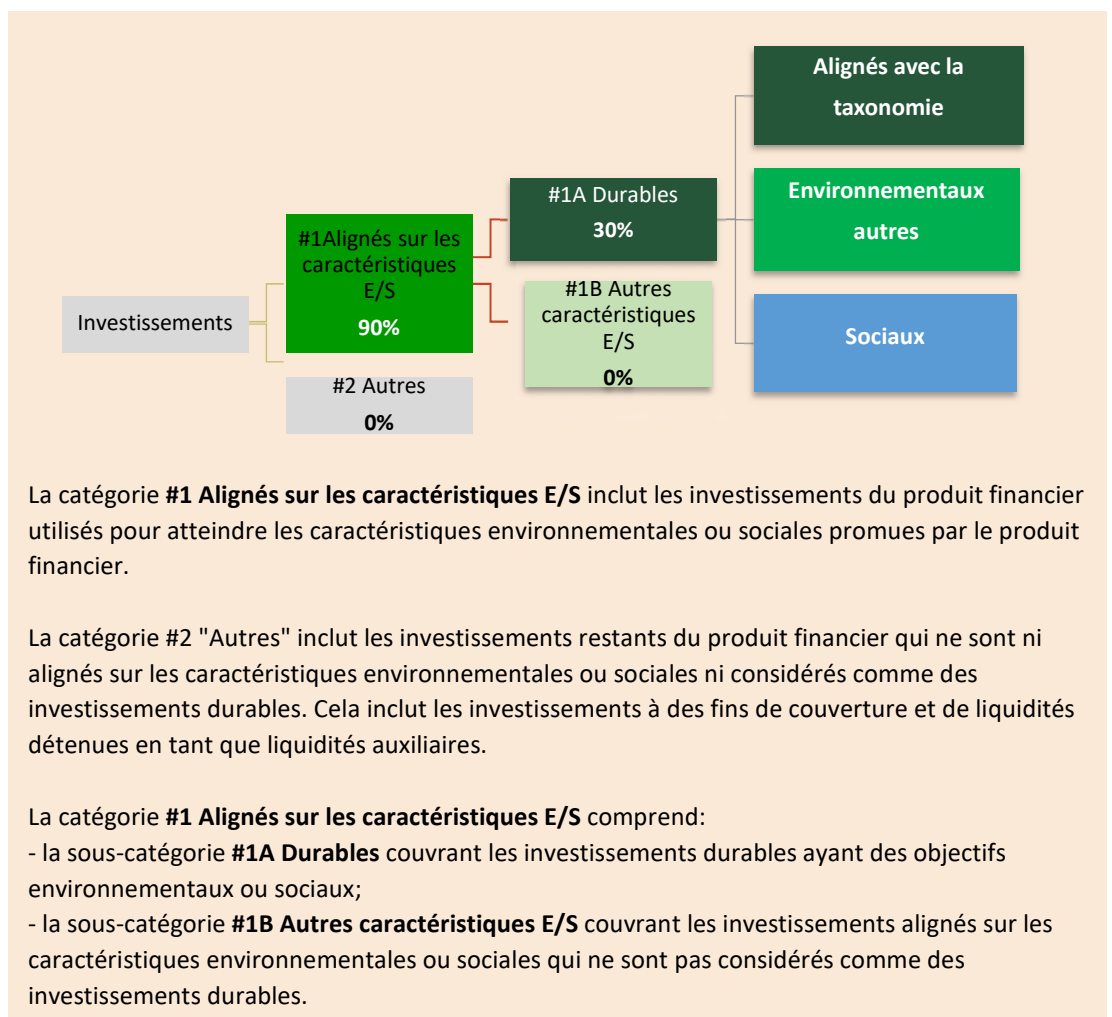 Alignés avec la
taxonomie
#1A Durables
30%
Environnementaux
autres
#1Alignés sur les
caractéristiques
E/S
90%
#1B Autres
caractéristiques
E/S
0%
Investissements
Sociaux
#2 Autres
0%
La catégorie #1 Alignés sur les caractéristiques E/S inclut les investissements du produit financier
utilisés pour atteindre les caractéristiques environnementales ou sociales promues par le produit
financier.
La catégorie #2 "Autres" inclut les investissements restants du produit financier qui ne sont ni
alignés sur les caractéristiques environnementales ou sociales ni considérés comme des
investissements durables. Cela inclut les investissements à des fins de couverture et de liquidités
détenues en tant que liquidités auxiliaires.
La catégorie #1 Alignés sur les caractéristiques E/S comprend:
- la sous-catégorie #1A Durables couvrant les investissements durables ayant des objectifs
environnementaux ou sociaux;
- la sous-catégorie #1B Autres caractéristiques E/S couvrant les investissements alignés sur les
caractéristiques environnementales ou sociales qui ne sont pas considérés comme des
investissements durables.